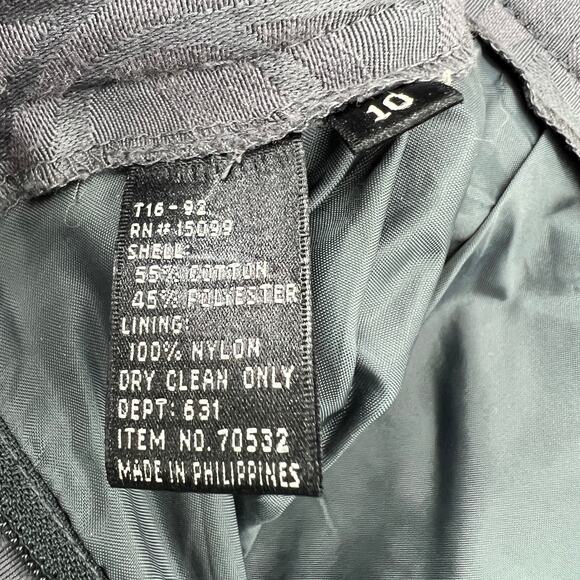 10
T16-92
RN# 15099
SHELL:
55% COTTON
45% POLYESTER
LINING:
100% NYLON
DRY CLEAN ONLY
DEPT: 631
ITEM NO. 70532
MADE IN PHILIPPINES